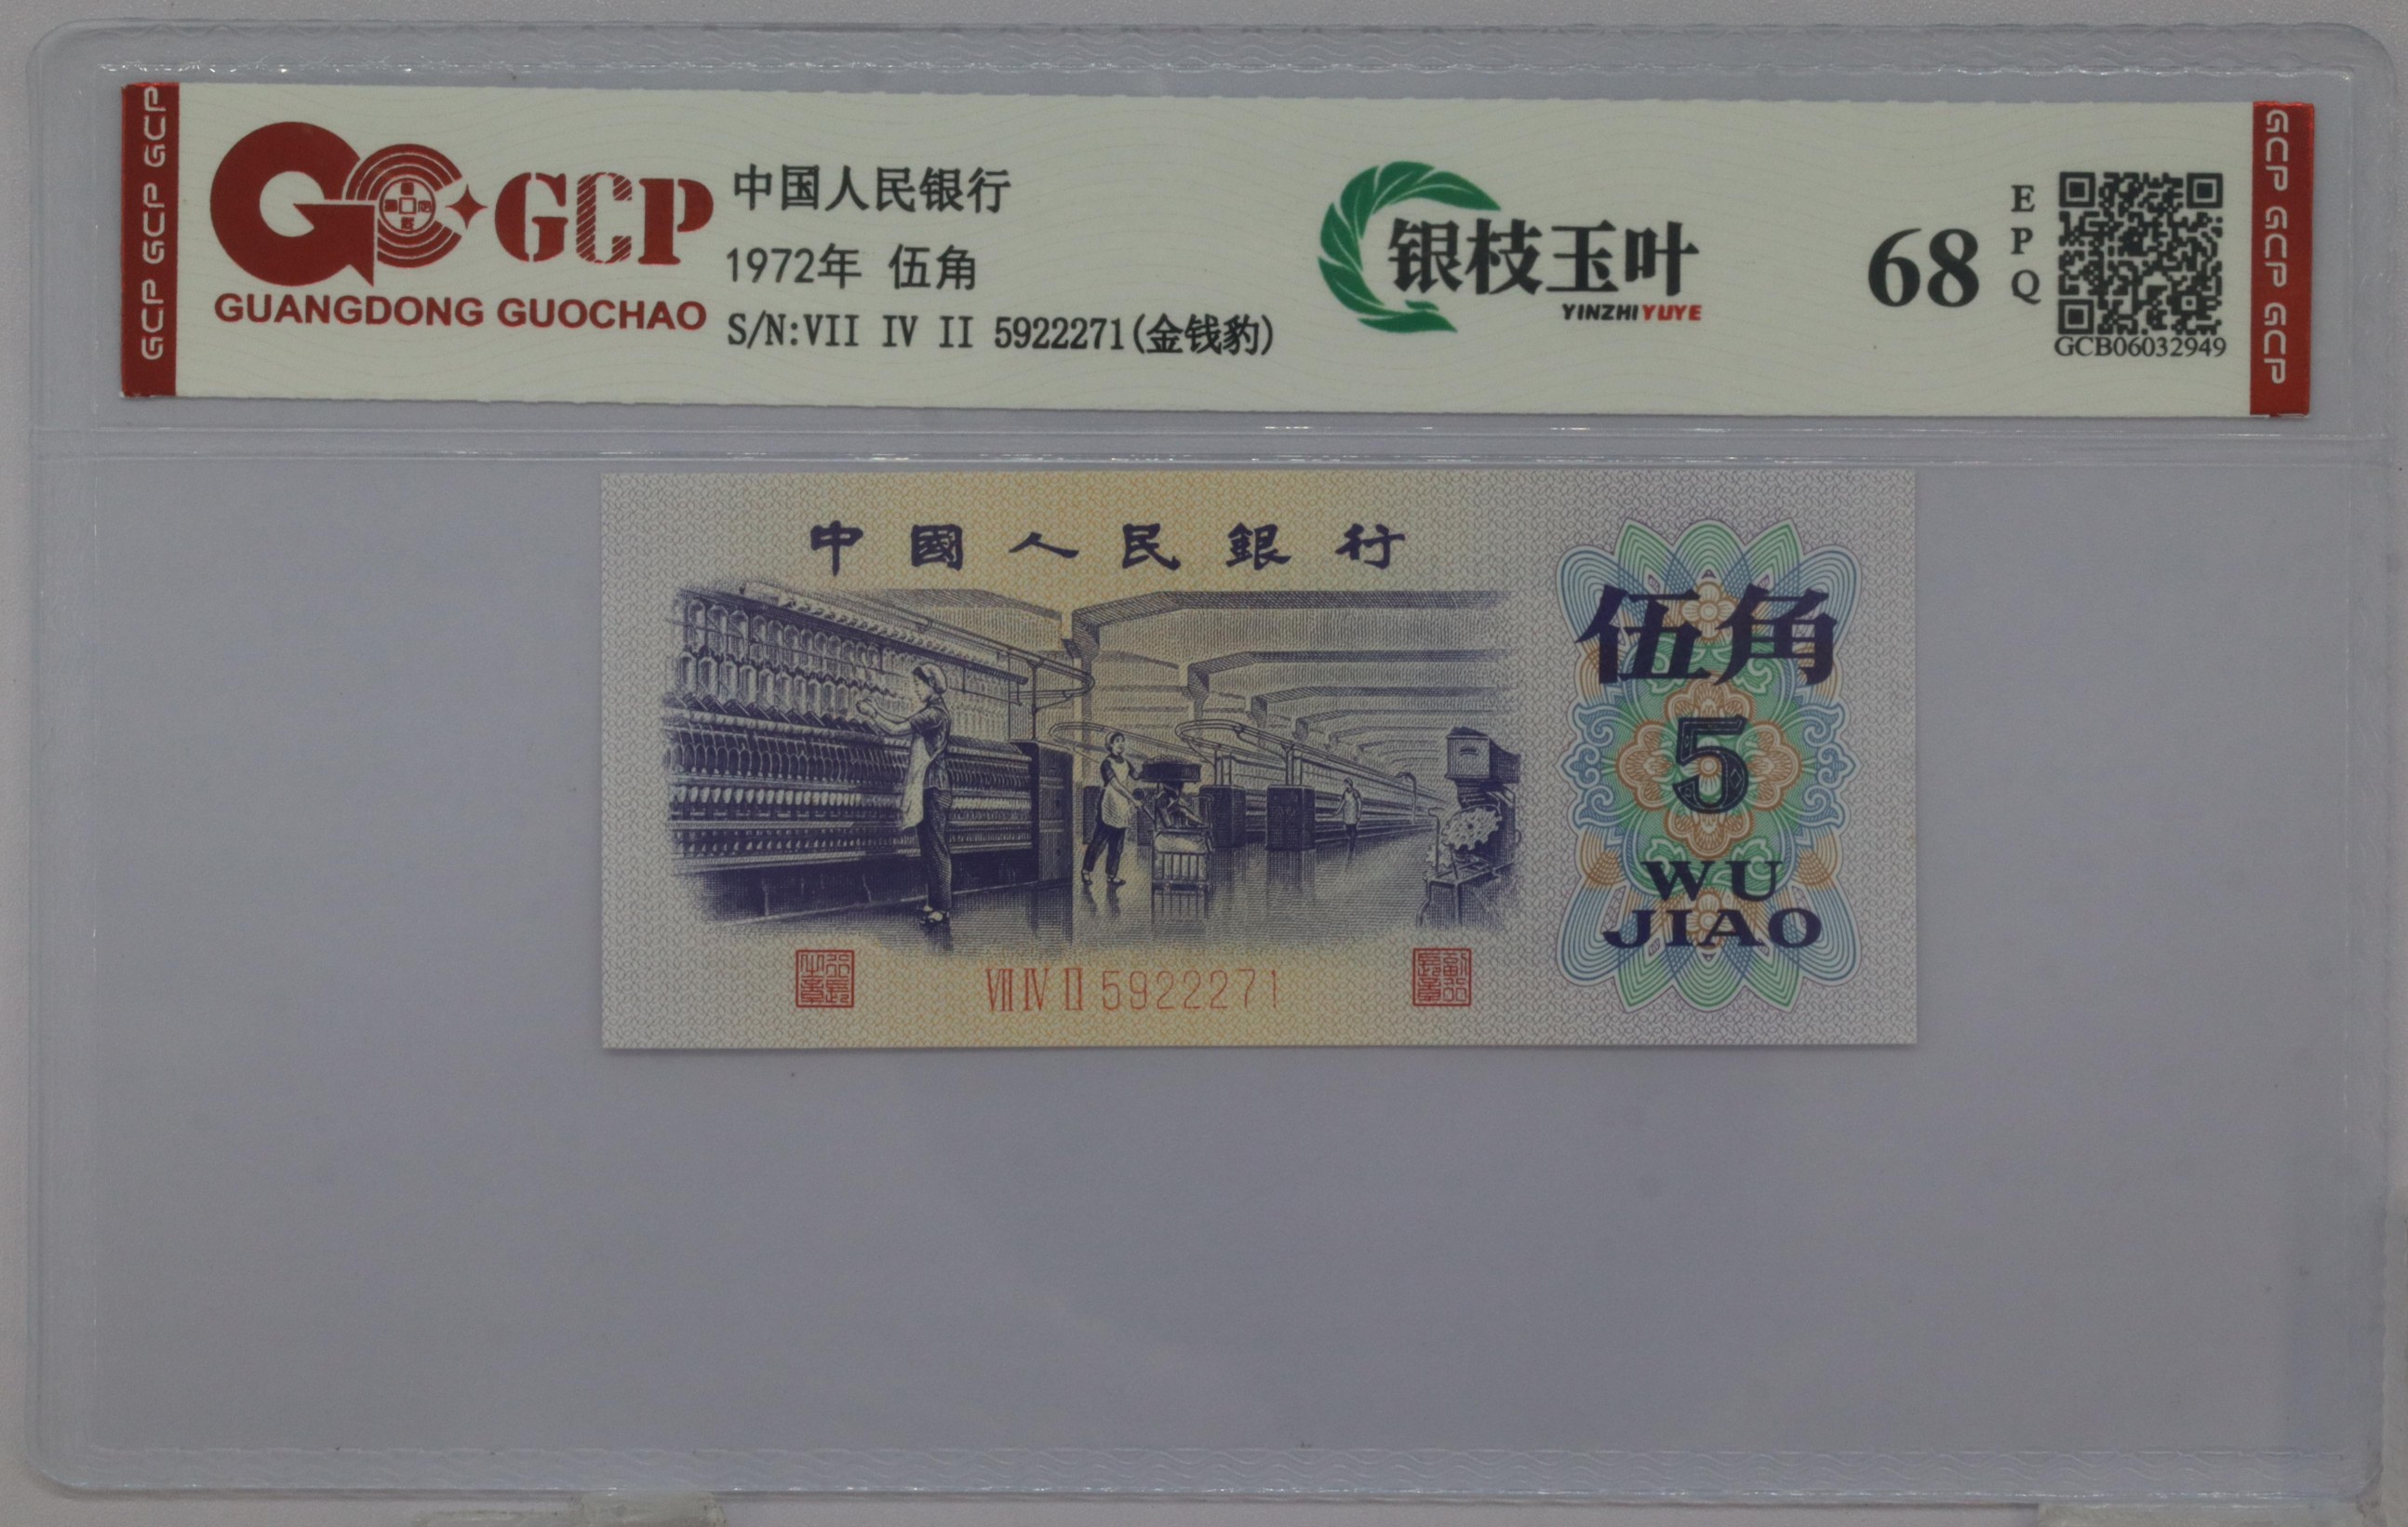 GCP GCP GCP
GCP
GUANGDONG GUOCHAO
中国人民银行
1972年 伍角
S/N:VII IV II 5922271(金钱豹)
银枝玉叶
YINZHIYUYE
68
E
P
Q
GCB06032949
GCP GCP GCP
中國人民銀行
伍角
5
WU
JIAO
VII IV II 5922271